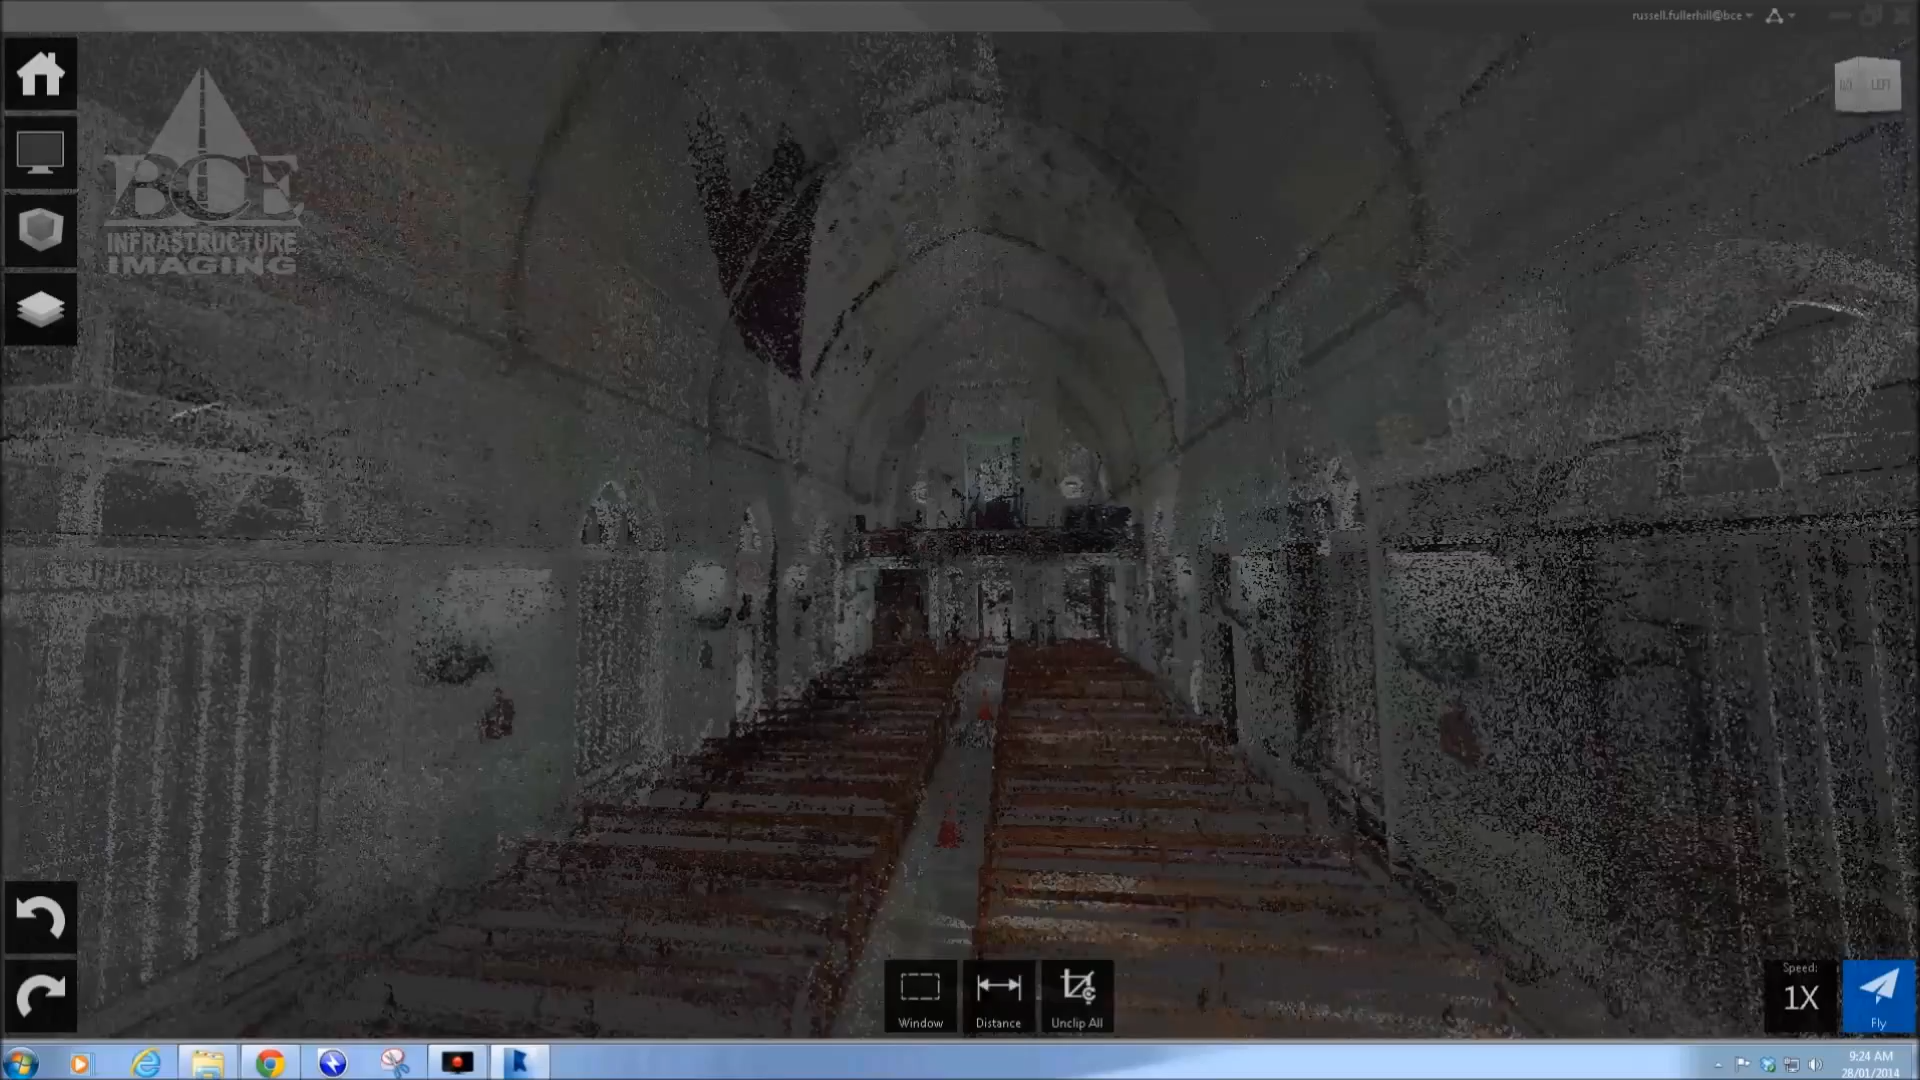 russell.fullerhill@bce
LEFT
BCE
INFRASTRUCTURE
IMAGING
Window
Distance
Unclip All
Speed:
1X
Fly
9:24 AM
28/01/2014